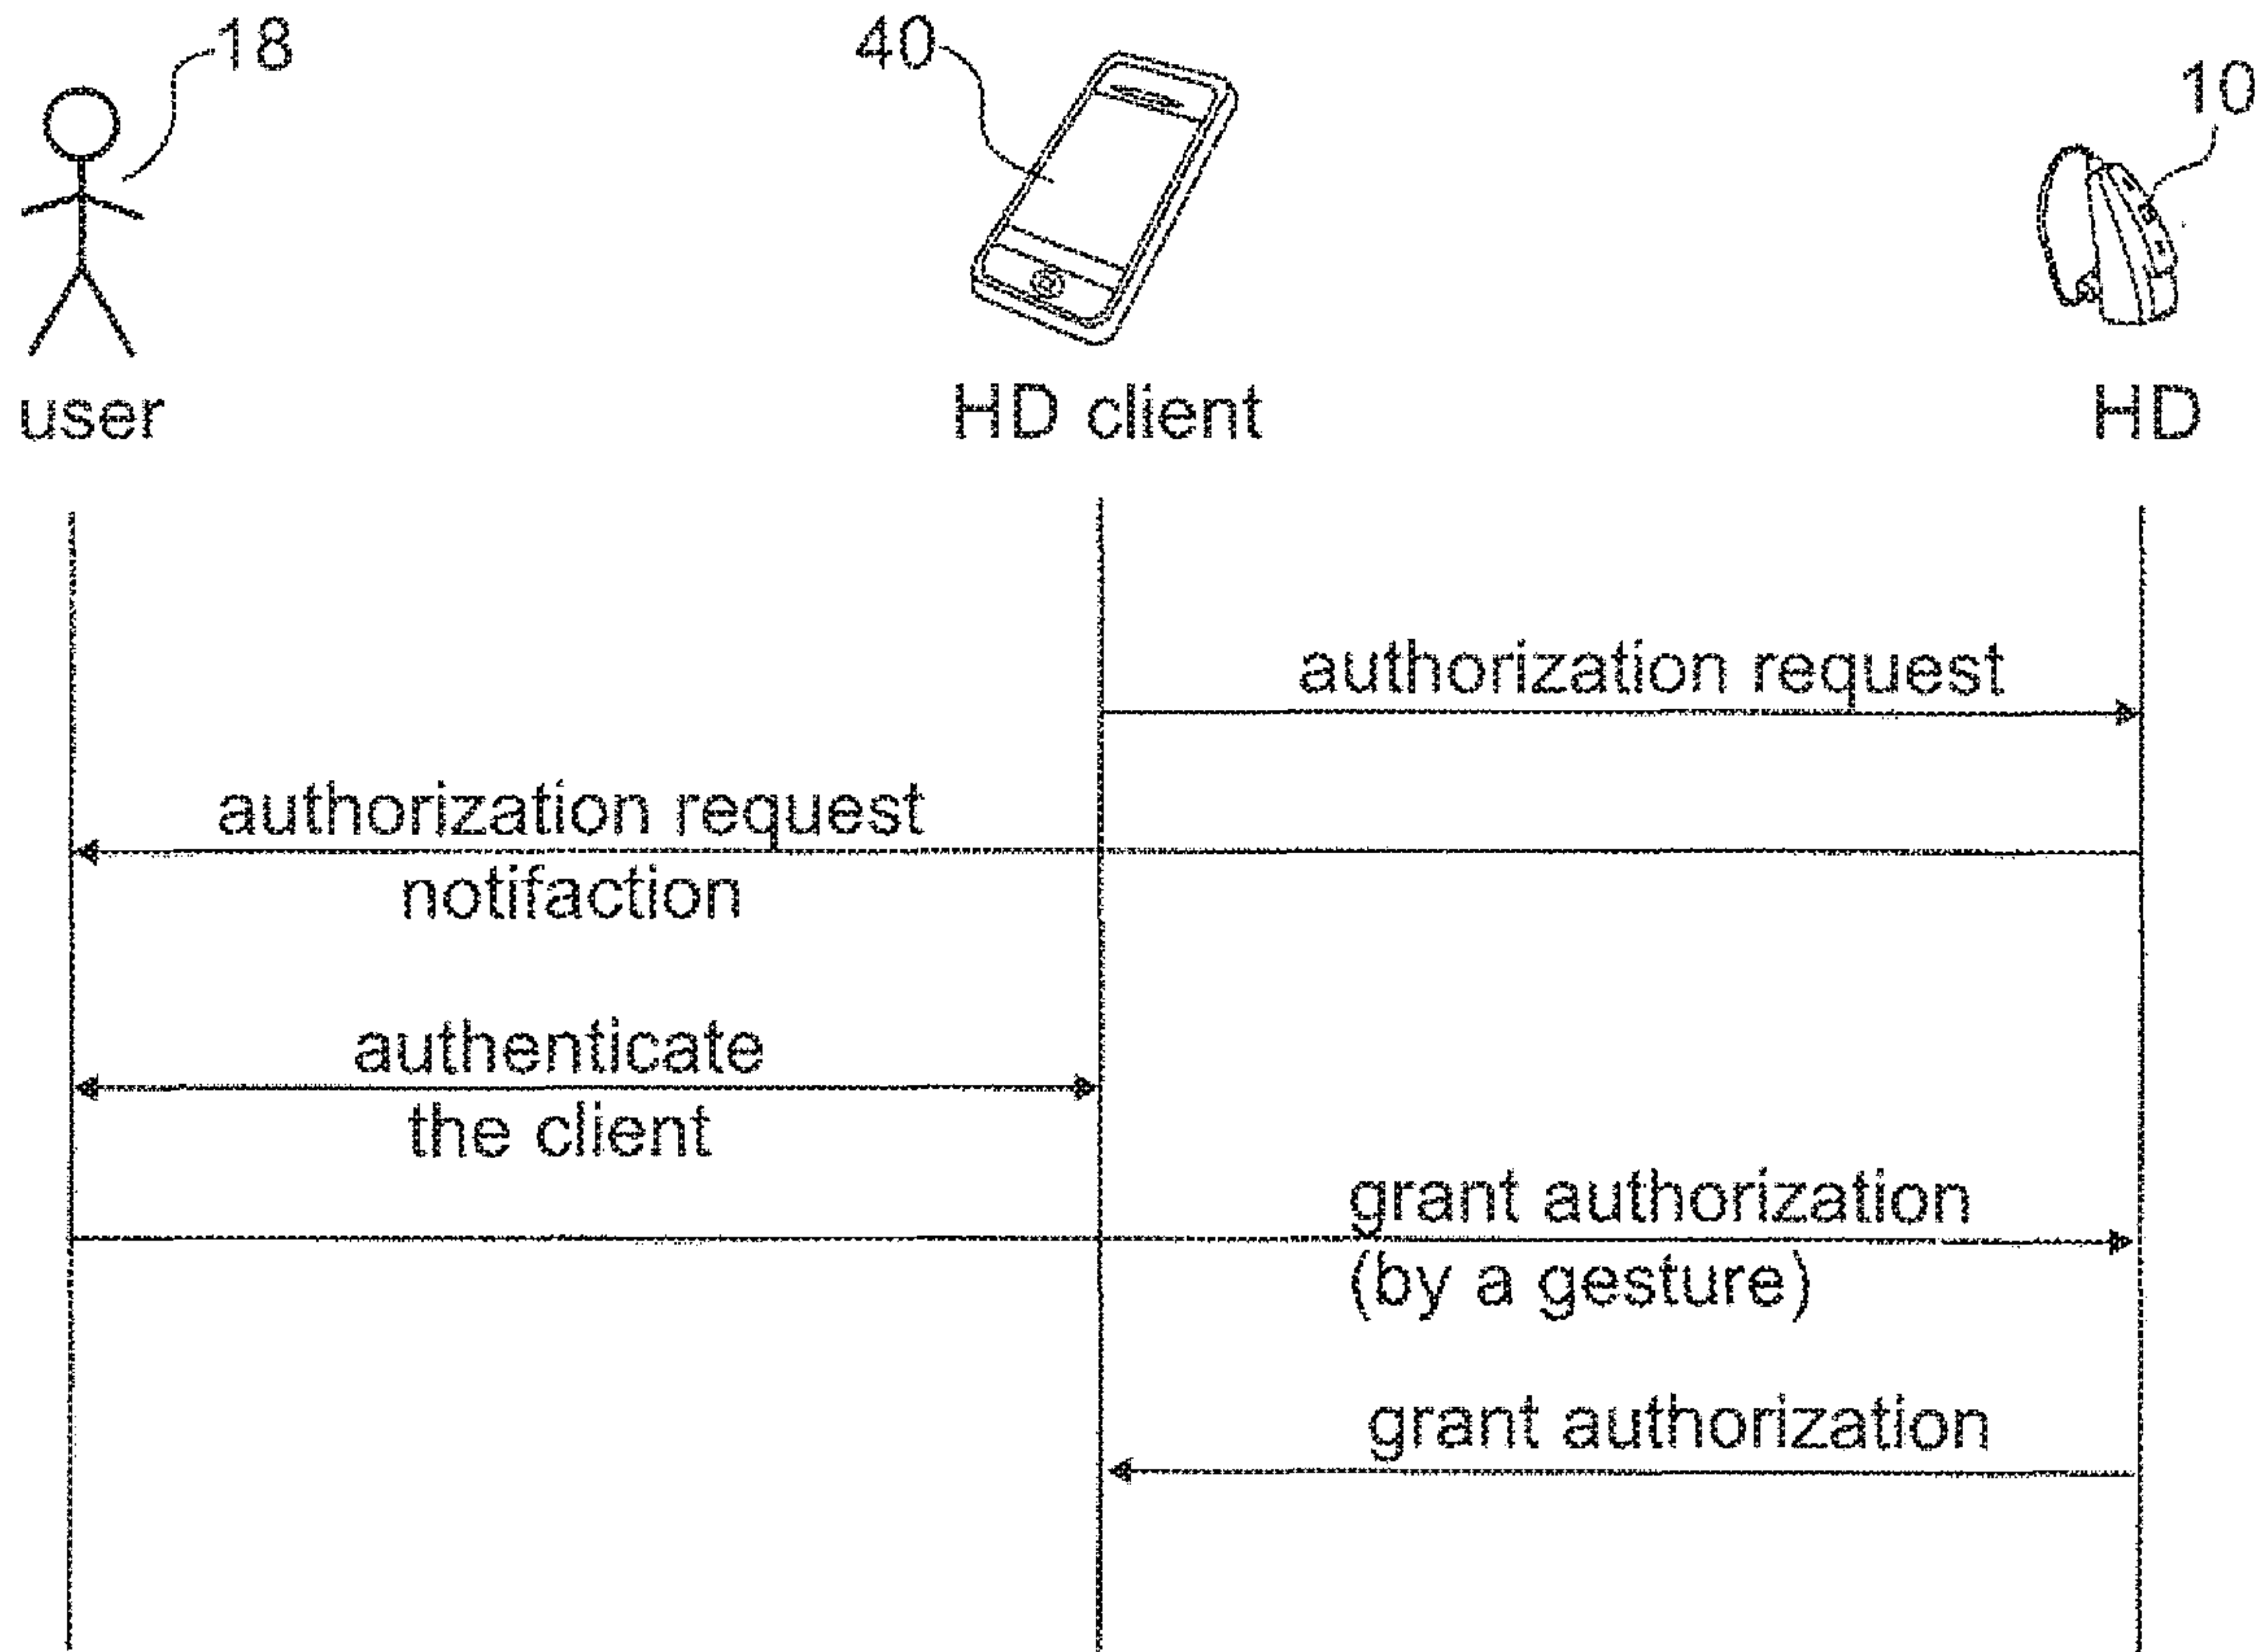 18
40
10
user
HD client
HD
authorization request
authorization request
notifaction
authenticate
the client
grant authorization
(by a gesture)
grant authorization